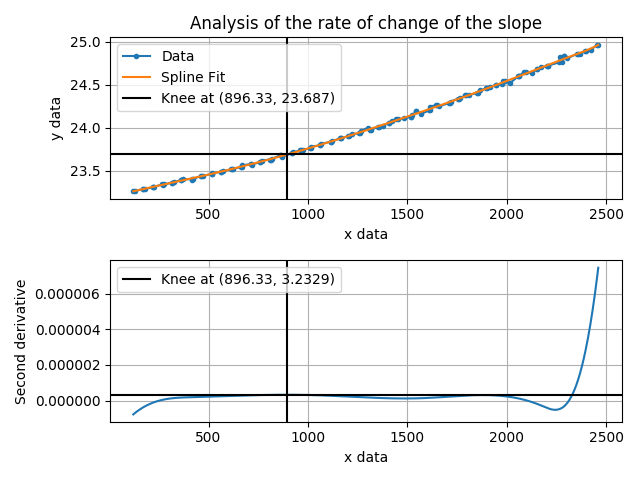 Analysis of the rate of change of the slope
25.0
24.5
24.0
23.5
y data
Data
Spline Fit
Knee at (896.33, 23.687)
500 1000 1500 2000 2500
x data
0.000006
0.000004
0.000002
0.000000
Second derivative
Knee at (896.33, 3.2329)
500 1000 1500 2000 2500
x data